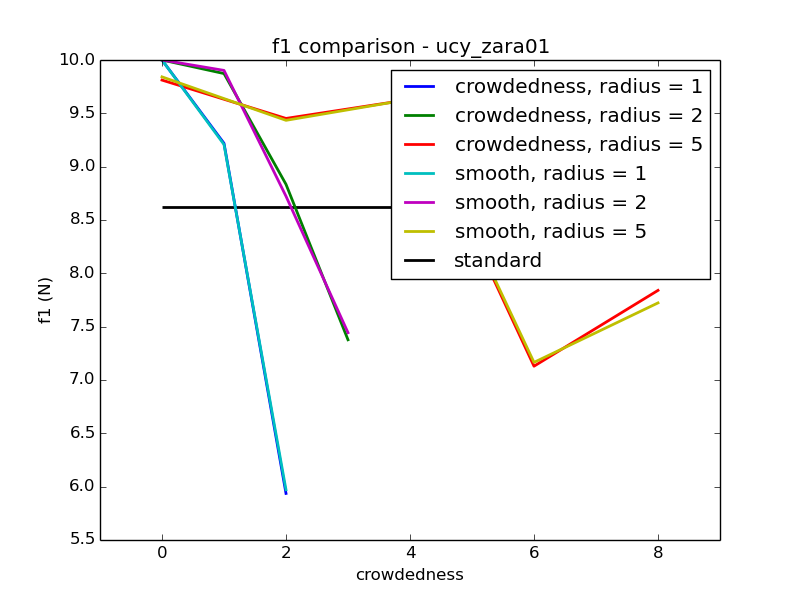 f1 comparison - ucy_zara01
10.0
9.5
9.0
8.5
8.0
7.5
7.0
6.5
6.0
5.5
f1 (N)
crowdedness, radius = 1
crowdedness, radius = 2
crowdedness, radius = 5
smooth, radius = 1
smooth, radius = 2
smooth, radius = 5
standard
0 2 4 6 8
crowdedness